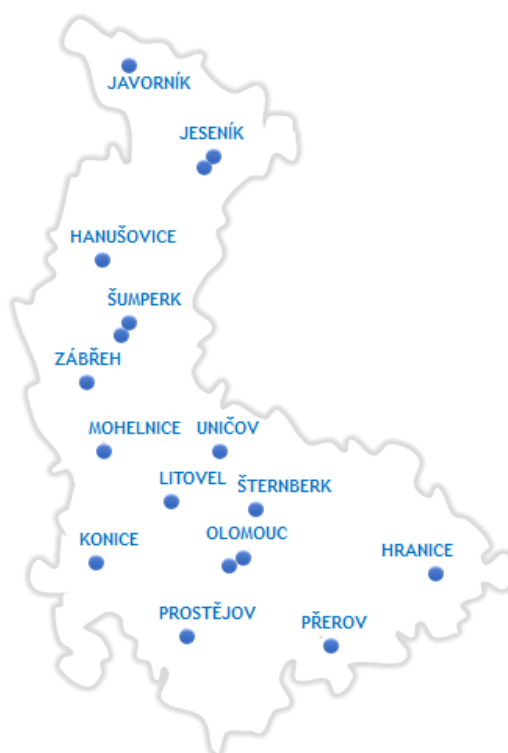 JAVORNÍK
JESENÍK
HANUŠOVICE
ŠUMPERK
ZÁBŘEH
MOHELNICE
UNIČOV
LITOVEL
ŠTERNBERK
OLOMOUC
KONICE
HRANICE
PROSTĚJOV
PŘEROV